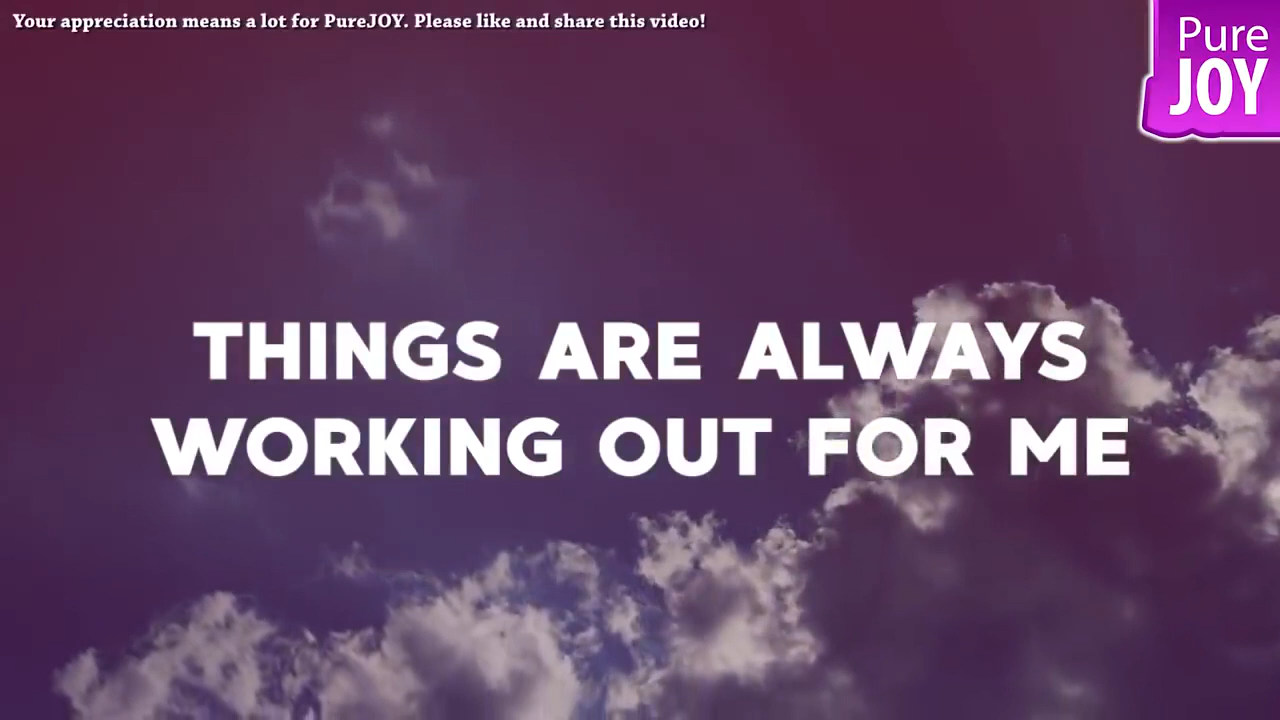 Your appreciation means a lot for PureJOY. Please like and share this video!
Pure
JOY
THINGS ARE ALWAYS
WORKING OUT FOR ME